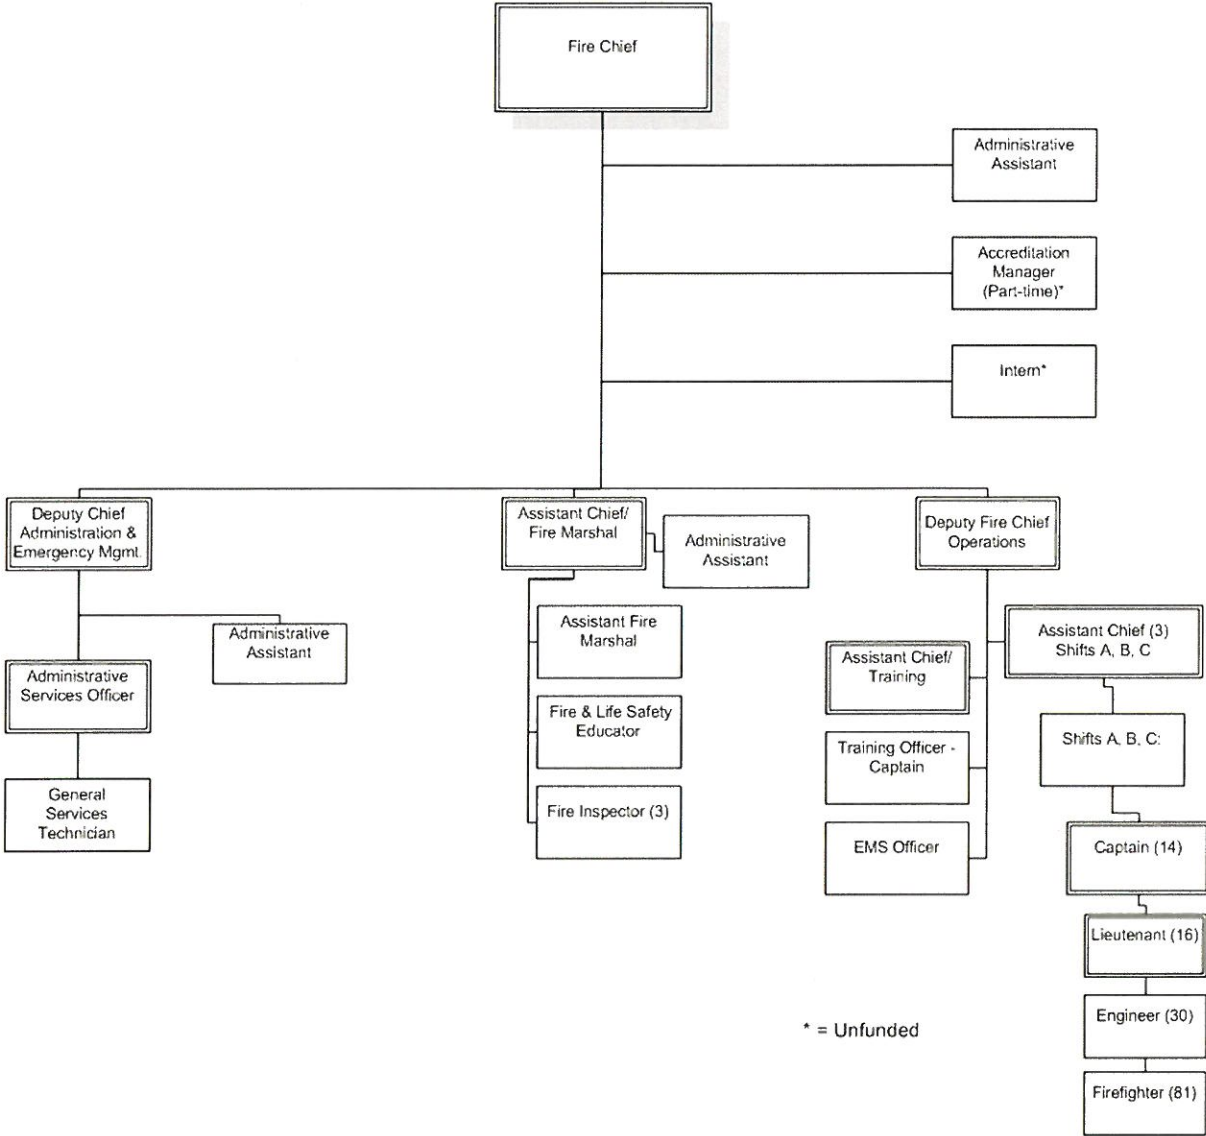 Fire Chief
Administrative
Assistant
Accreditation
Manager
(Part-time)*
Intern*
Deputy Chief
Administration &
Emergency Mgmt.
Administrative
Assistant
Administrative
Services Officer
General
Services
Technician
Assistant Chief/
Fire Marshal
Administrative
Assistant
Assistant Fire
Marshal
Fire & Life Safety
Educator
Fire Inspector (3)
Deputy Fire Chief
Operations
Assistant Chief/
Training
Training Officer -
Captain
EMS Officer
Assistant Chief (3)
Shifts A, B, C
Shifts A, B, C:
Captain (14)
Lieutenant (16)
Engineer (30)
Firefighter (81)
* = Unfunded